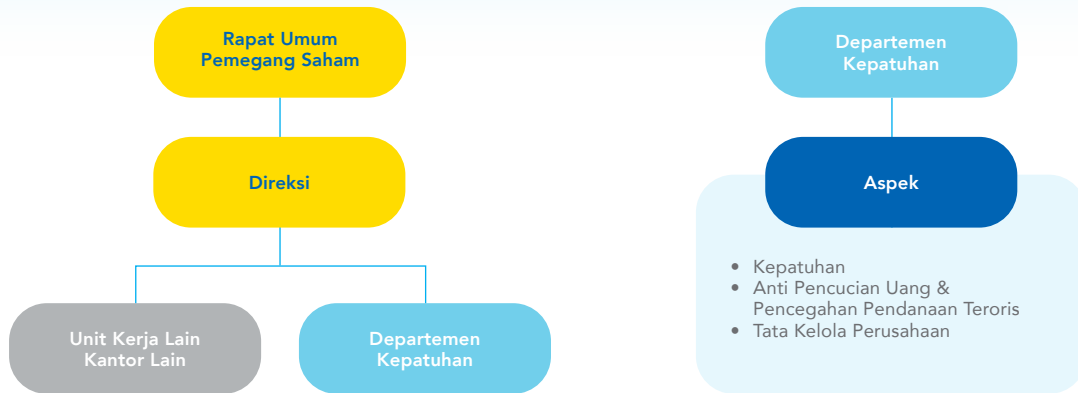 Rapat Umum
Pemegang Saham
Direksi
Unit Kerja Lain
Kantor Lain
Departemen
Kepatuhan
Departemen
Kepatuhan
Aspek
• Kepatuhan
• Anti Pencucian Uang &
Pencegahan Pendanaan Teroris
• Tata Kelola Perusahaan